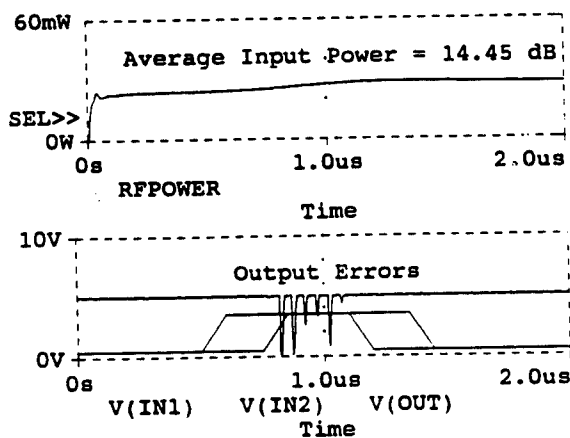 60mW
Average Input Power = 14.45 dB
SEL>>
0W
0s 1.0us 2.0us
RFPOWER
Time
10V
Output Errors
0V
0s 1.0us 2.0us
V(IN1) V(IN2) V(OUT)
Time